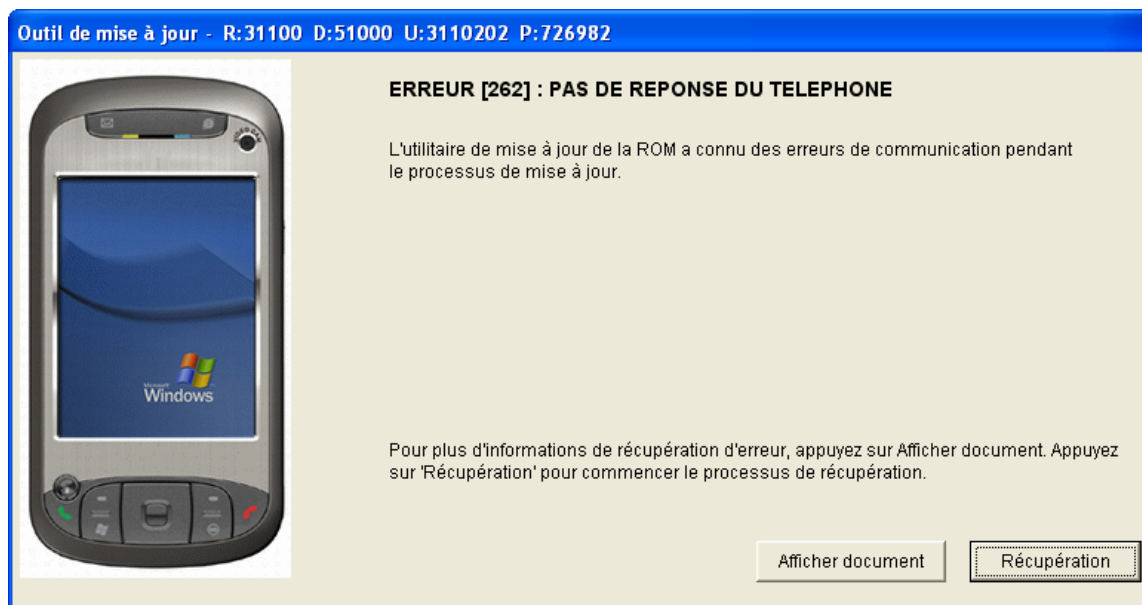 Outil de mise à jour - R:31100 D:51000 U:3110202 P:726982
ERREUR [262] : PAS DE REPONSE DU TELEPHONE
L'utilitaire de mise à jour de la ROM a connu des erreurs de communication pendant
le processus de mise à jour.
Microsoft
Windows
Pour plus d'informations de récupération d'erreur, appuyez sur Afficher document. Appuyez
sur 'Récupération' pour commencer le processus de récupération.
Afficher document
Récupération